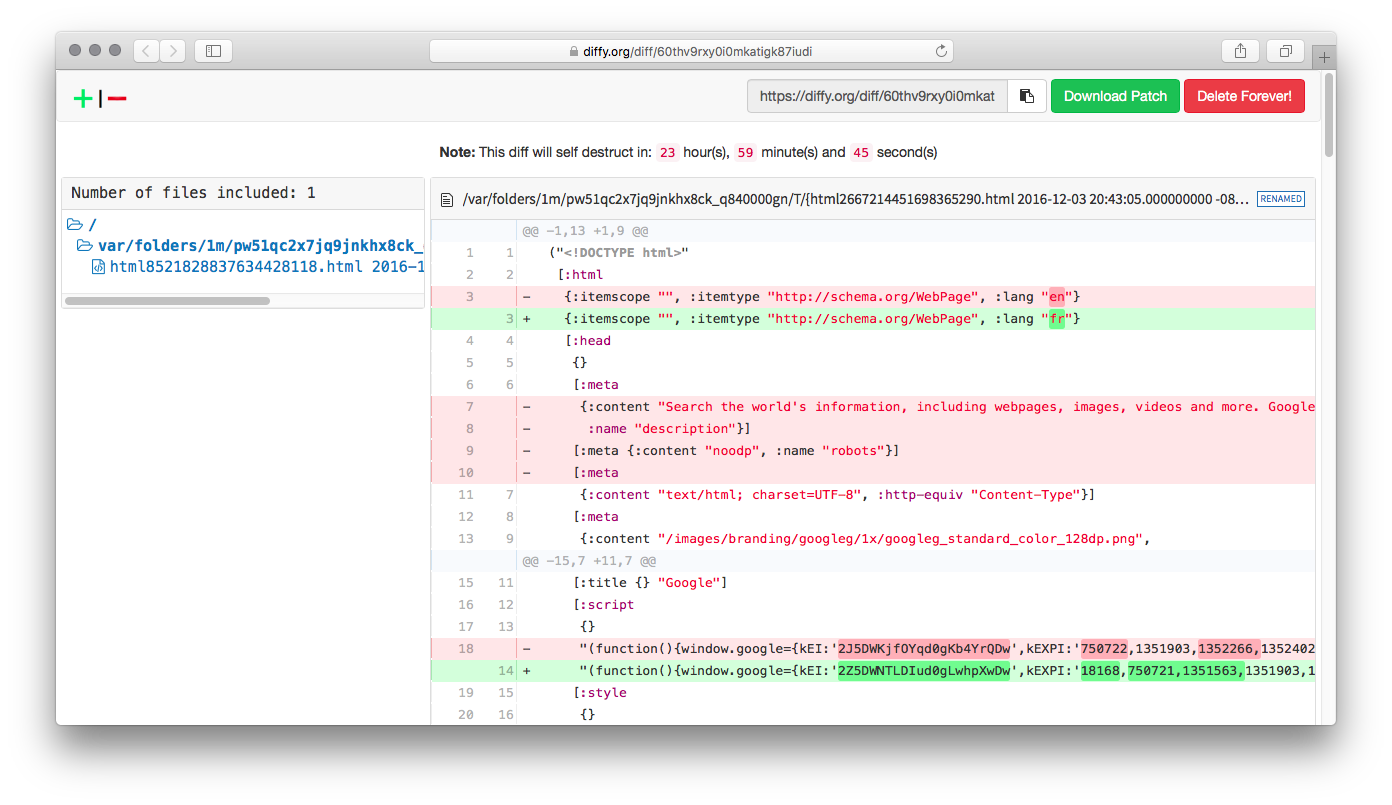 diffy.org/diff/60thv9rxy0i0mkatigk87iudi
+|−
https://diffy.org/diff/60thv9rxy0i0mkat
Download Patch
Delete Forever!
Note: This diff will self destruct in: 23 hour(s), 59 minute(s) and 45 second(s)
Number of files included: 1
/
var/folders/1m/pw51qc2x7jq9jnkhx8ck_
html8521828837634428118.html 2016-1
/var/folders/1m/pw51qc2x7jq9jnkhx8ck_q840000gn/T/{html2667214451698365290.html 2016-12-03 20:43:05.000000000 -08... RENAMED
@@ -1,13 +1,9 @@
1 1 ("<!DOCTYPE html>"
2 2 [:html
3 - {:itemscope "", :itemtype "http://schema.org/WebPage", :lang "en"}
3 + {:itemscope "", :itemtype "http://schema.org/WebPage", :lang "fr"}
4 4 [:head
5 5 {}
6 6 [:meta
7 - {:content "Search the world's information, including webpages, images, videos and more. Google
8 - :name "description"}]
9 - [:meta {:content "noodp", :name "robots"}]
10 - [:meta
11 7 {:content "text/html; charset=UTF-8", :http-equiv "Content-Type"}]
12 8 [:meta
13 9 {:content "/images/branding/googleg/1x/googleg_standard_color_128dp.png",
@@ -15,7 +11,7 @@
15 11 [:title {} "Google"]
16 12 [:script
17 13 {}
18 - "(function(){window.google={kEI:'2J5DWKjfOYqd0gKb4YrQDw',kEXPI:'750722,1351903,1352266,1352402
14 + "(function(){window.google={kEI:'2Z5DWNTLDIud0gLwhpXwDw',kEXPI:'18168,750721,1351563,1351903,1
19 15 [:style
20 16 {}